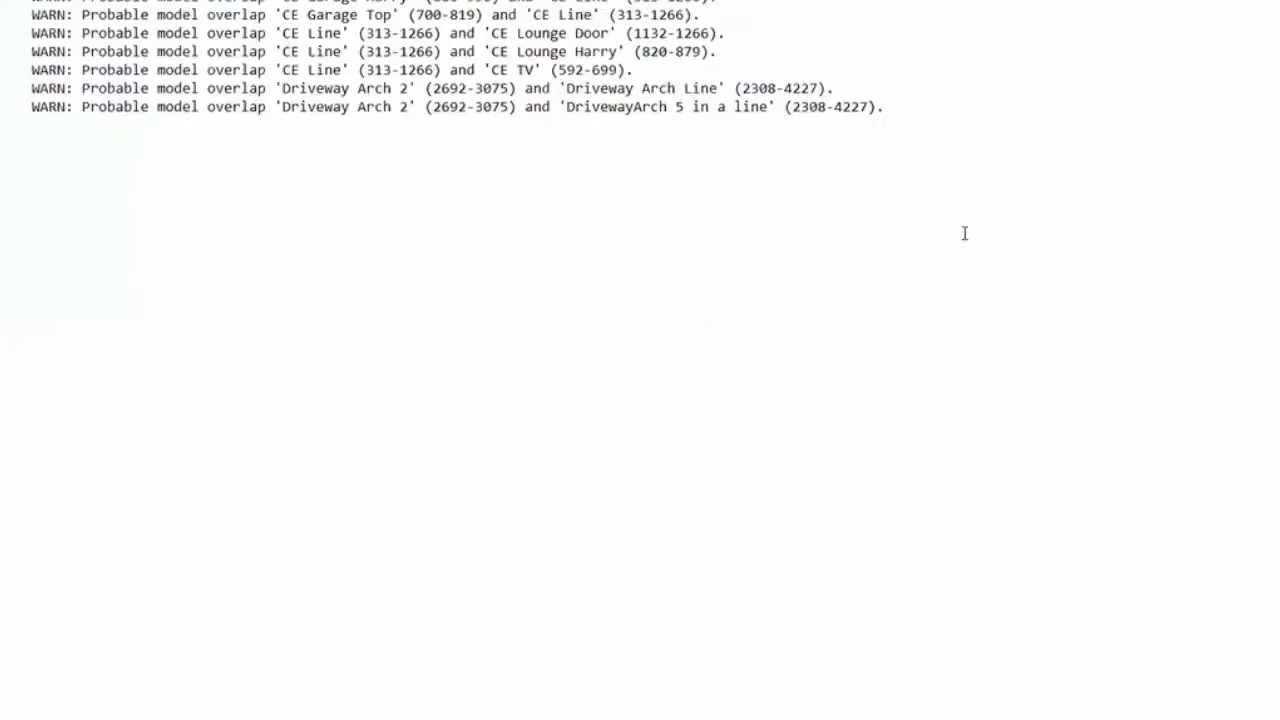 WARN: Probable model overlap 'CE Garage Top' (700-819) and 'CE Line' (313-1266).
WARN: Probable model overlap 'CE Line' (313-1266) and 'CE Lounge Door' (1132-1266).
WARN: Probable model overlap 'CE Line' (313-1266) and 'CE Lounge Harry' (820-879).
WARN: Probable model overlap 'CE Line' (313-1266) and 'CE TV' (592-699).
WARN: Probable model overlap 'Driveway Arch 2' (2692-3075) and 'Driveway Arch Line' (2308-4227).
WARN: Probable model overlap 'Driveway Arch 2' (2692-3075) and 'DrivewayArch 5 in a line' (2308-4227).